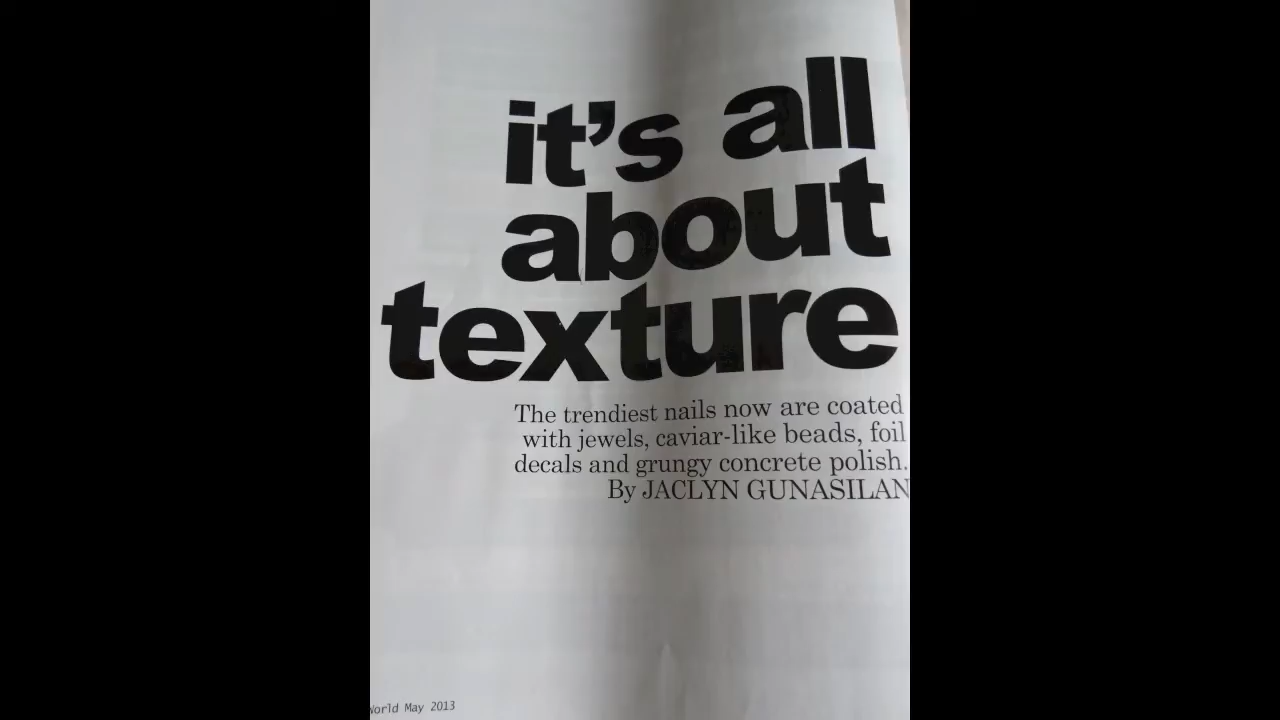 it's all
about
texture
The trendiest nails now are coated
with jewels, caviar-like beads, foil
decals and grungy concrete polish.
By JACLYN GUNASILAN
World May 2013